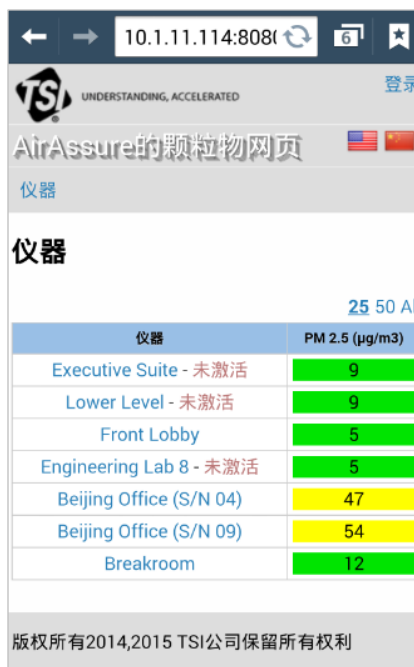 10.1.11.114:808
6
TSI UNDERSTANDING, ACCELERATED
登录
AirAssure的颗粒物网页
仪器
仪器
25 50
仪器 PM 2.5 (μg/m3)
Executive Suite - 未激活 9
Lower Level - 未激活 9
Front Lobby 5
Engineering Lab 8 - 未激活 5
Beijing Office (S/N 04) 47
Beijing Office (S/N 09) 54
Breakroom 12
版权所有2014,2015 TSI公司保留所有权利